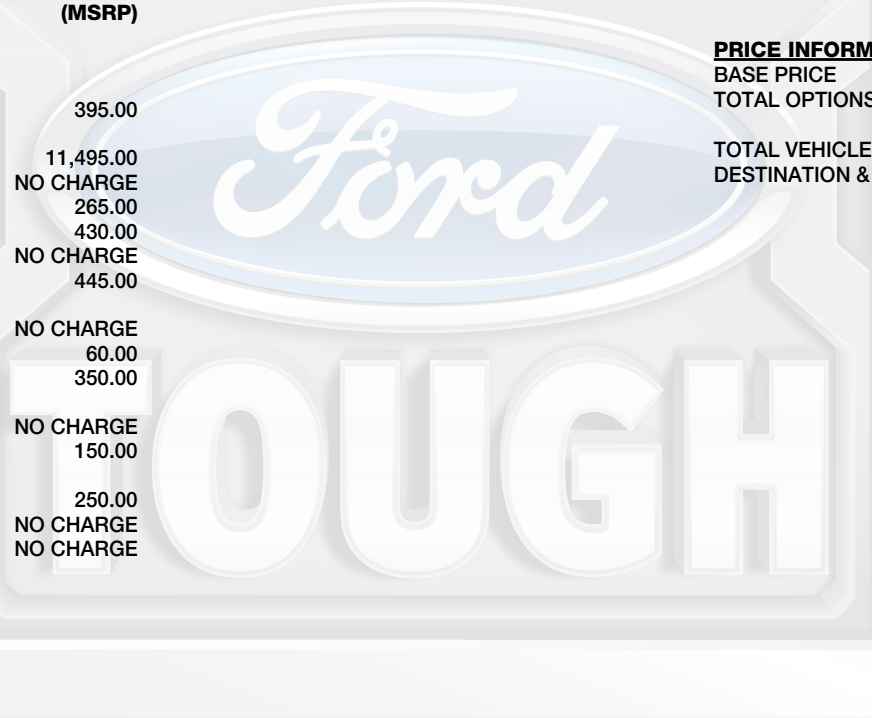 (MSRP)
395.00
11,495.00
NO CHARGE
265.00
430.00
NO CHARGE
445.00
NO CHARGE
60.00
350.00
NO CHARGE
150.00
250.00
NO CHARGE
NO CHARGE
PRICE INFORM
BASE PRICE
TOTAL OPTIONS
TOTAL VEHICLE
DESTINATION &
Ford
TOUGH